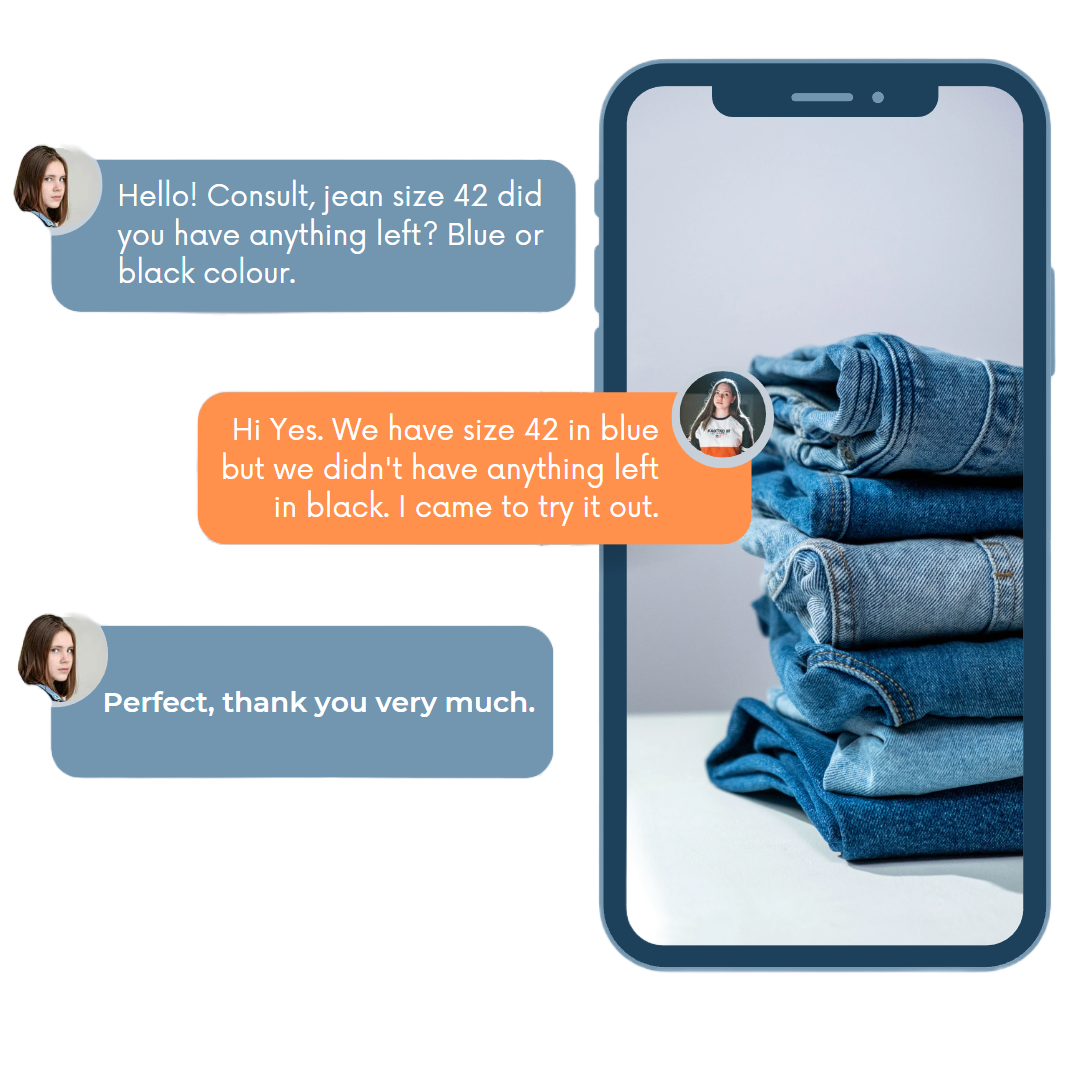 Hello! Consult, jean size 42 did
you have anything left? Blue or
black colour.
Hi Yes. We have size 42 in blue
but we didn't have anything left
in black. I came to try it out.
Perfect, thank you very much.